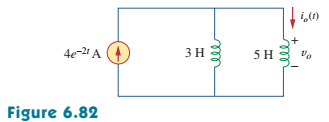 i_o(t)
4e^{-2t} A
3 H
5 H
+
v_o
−
Figure 6.82